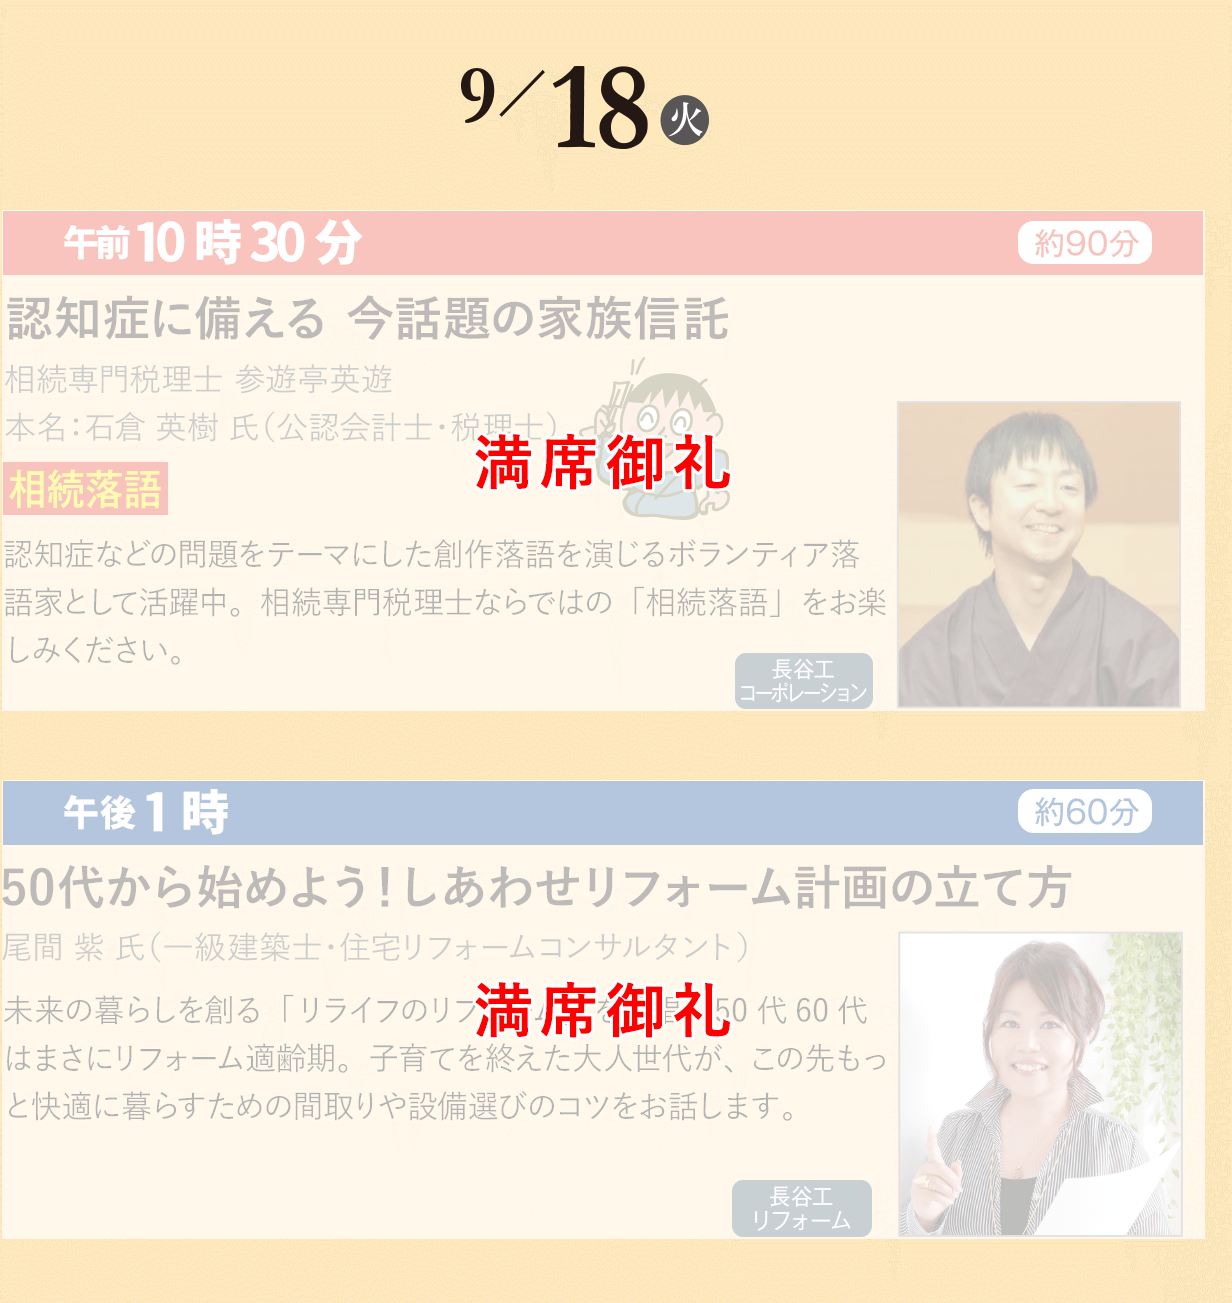 9/18火
午前10時30分
約90分
認知症に備える 今話題の家族信託
相続専門税理士 参遊亭英遊
本名：石倉 英樹 氏（公認会計士・税理士）
満席御礼
相続落語
認知症などの問題をテーマにした創作落語を演じるボランティア落
語家として活躍中。相続専門税理士ならではの「相続落語」をお楽
しみください。
長谷工
コーポレーション
午後1時
約60分
50代から始めよう！しあわせリフォーム計画の立て方
尾間 紫 氏（一級建築士・住宅リフォームコンサルタント）
未来の暮らしを創る「リライフのリフ
50代60代
満席御礼
はまさにリフォーム適齢期。子育てを終えた大人世代が、この先もっ
と快適に暮らすための間取りや設備選びのコツをお話します。
長谷工
リフォーム